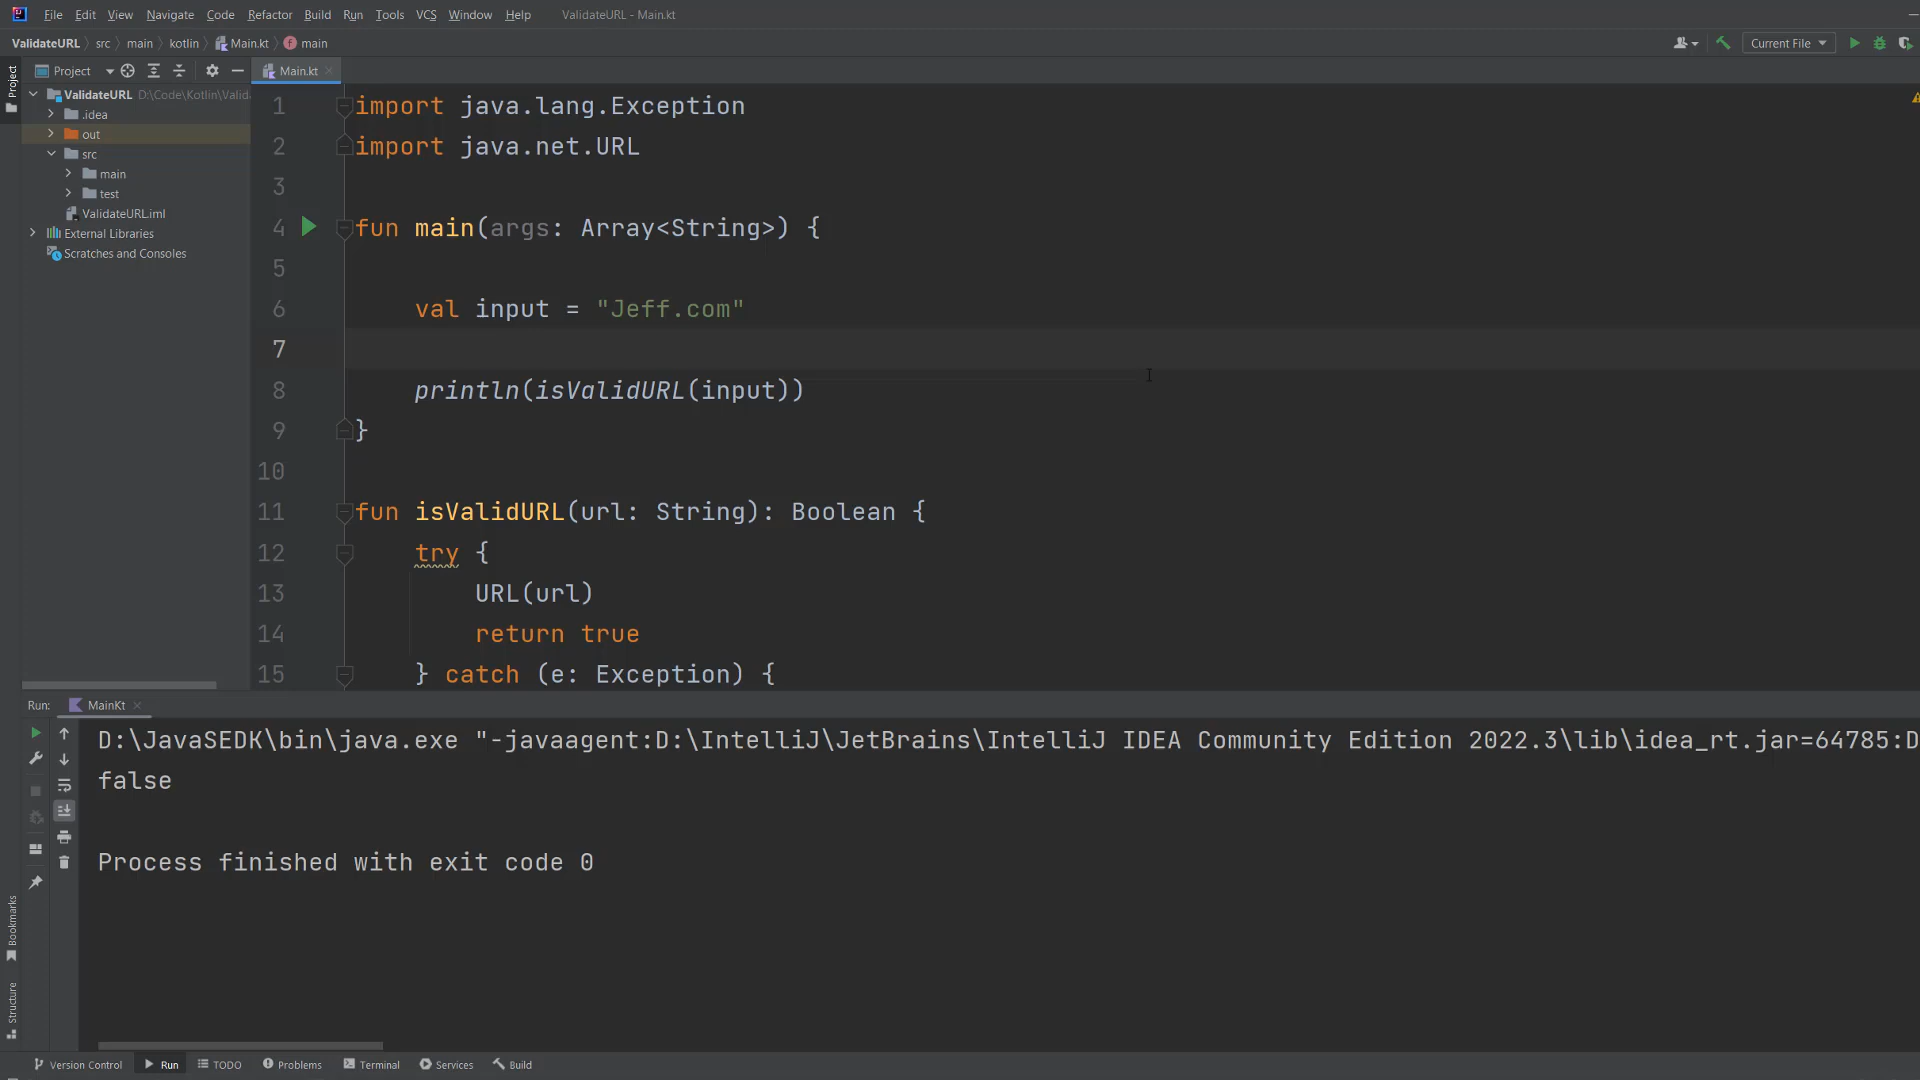 File Edit View Navigate Code Refactor Build Run Tools VCS Window Help ValidateURL - Main.kt
ValidateURL src main kotlin Main.kt main
Current File
Project
Project
Main.kt
ValidateURL D:\Code\Kotlin\Valid
.idea
out
src
main
test
ValidateURL.iml
External Libraries
Scratches and Consoles
1 import java.lang.Exception
2 import java.net.URL
3
4 fun main(args: Array<String>) {
5
6 val input = "Jeff.com"
7
8 println(isValidURL(input))
9 }
10
11 fun isValidURL(url: String): Boolean {
12 try {
13 URL(url)
14 return true
15 } catch (e: Exception) {
Run: MainKt
D:\JavaSEDK\bin\java.exe "-javaagent:D:\IntelliJ\JetBrains\IntelliJ IDEA Community Edition 2022.3\lib\idea_rt.jar=64785:D
false
Process finished with exit code 0
Bookmarks
Structure
Version Control Run TODO Problems Terminal Services Build